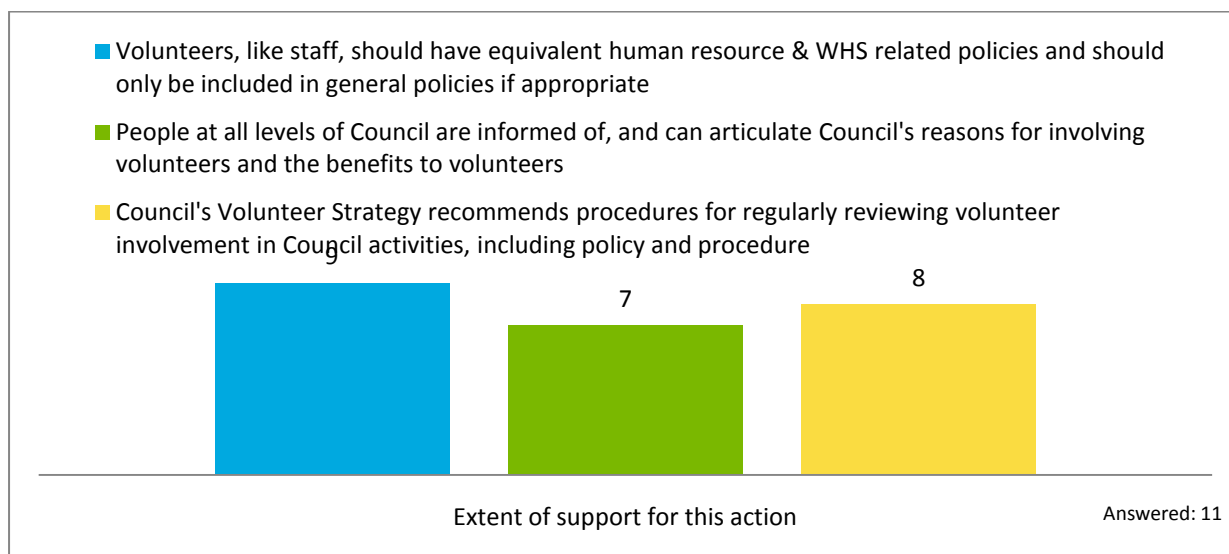 Volunteers, like staff, should have equivalent human resource & WHS related policies and should
only be included in general policies if appropriate
People at all levels of Council are informed of, and can articulate Council's reasons for involving
volunteers and the benefits to volunteers
Council's Volunteer Strategy recommends procedures for regularly reviewing volunteer
involvement in Council activities, including policy and procedure
9
7
8
Extent of support for this action
Answered: 11